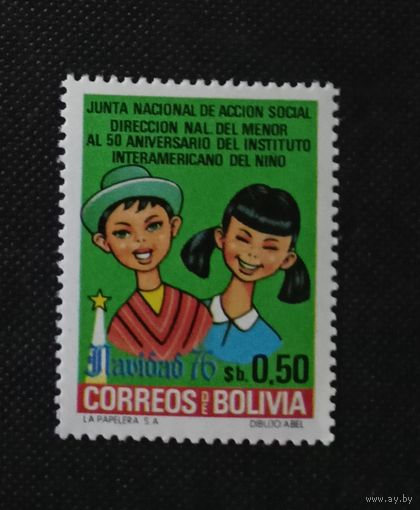 JUNTA NACIONAL DE ACCION SOCIAL
DIRECCION NAL. DEL MENOR
AL 50 ANIVERSARIO DEL INSTITUTO
INTERAMERICANO DEL NINO
Navidad 76 $b. 0.50
CORREOS DE BOLIVIA
LA PAPELERA S.A DIBUJO: ABEL
www.ay.by